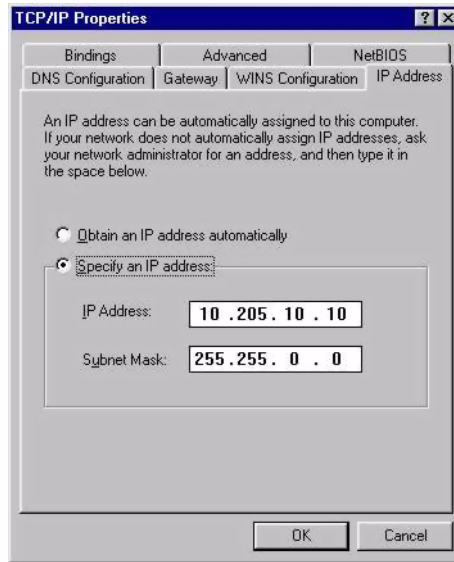 TCP/IP Properties
? x
Bindings Advanced NetBIOS
DNS Configuration Gateway WINS Configuration IP Address
An IP address can be automatically assigned to this computer.
If your network does not automatically assign IP addresses, ask
your network administrator for an address, and then type it in
the space below.
Obtain an IP address automatically
Specify an IP address:
IP Address: 10 .205. 10 . 10
Subnet Mask: 255.255. 0 . 0
OK Cancel